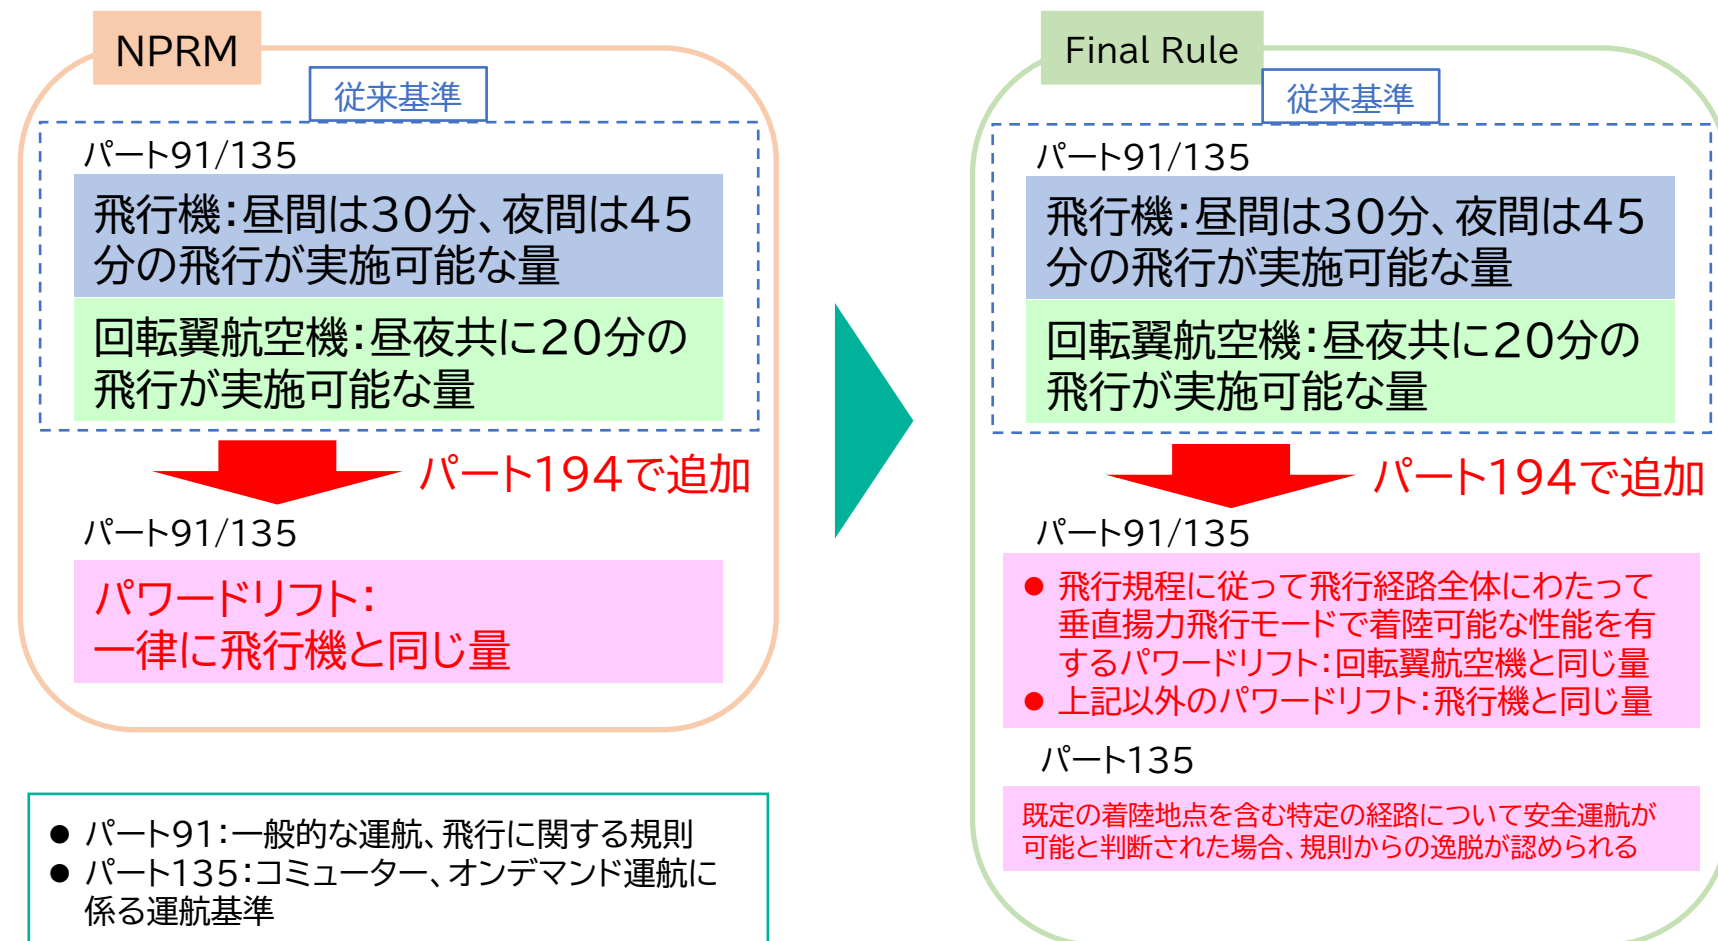 NPRM
従来基準
パート91/135
飛行機：昼間は30分、夜間は45
分の飛行が実施可能な量
回転翼航空機：昼夜共に20分の
飛行が実施可能な量
パート194で追加
パート91/135
パワードリフト：
一律に飛行機と同じ量
● パート91：一般的な運航、飛行に関する規則
● パート135：コミューター、オンデマンド運航に
係る運航基準
Final Rule
従来基準
パート91/135
飛行機：昼間は30分、夜間は45
分の飛行が実施可能な量
回転翼航空機：昼夜共に20分の
飛行が実施可能な量
パート194で追加
パート91/135
● 飛行規程に従って飛行経路全体にわたって
垂直揚力飛行モードで着陸可能な性能を有
するパワードリフト：回転翼航空機と同じ量
● 上記以外のパワードリフト：飛行機と同じ量
パート135
既定の着陸地点を含む特定の経路について安全運航が
可能と判断された場合、規則からの逸脱が認められる